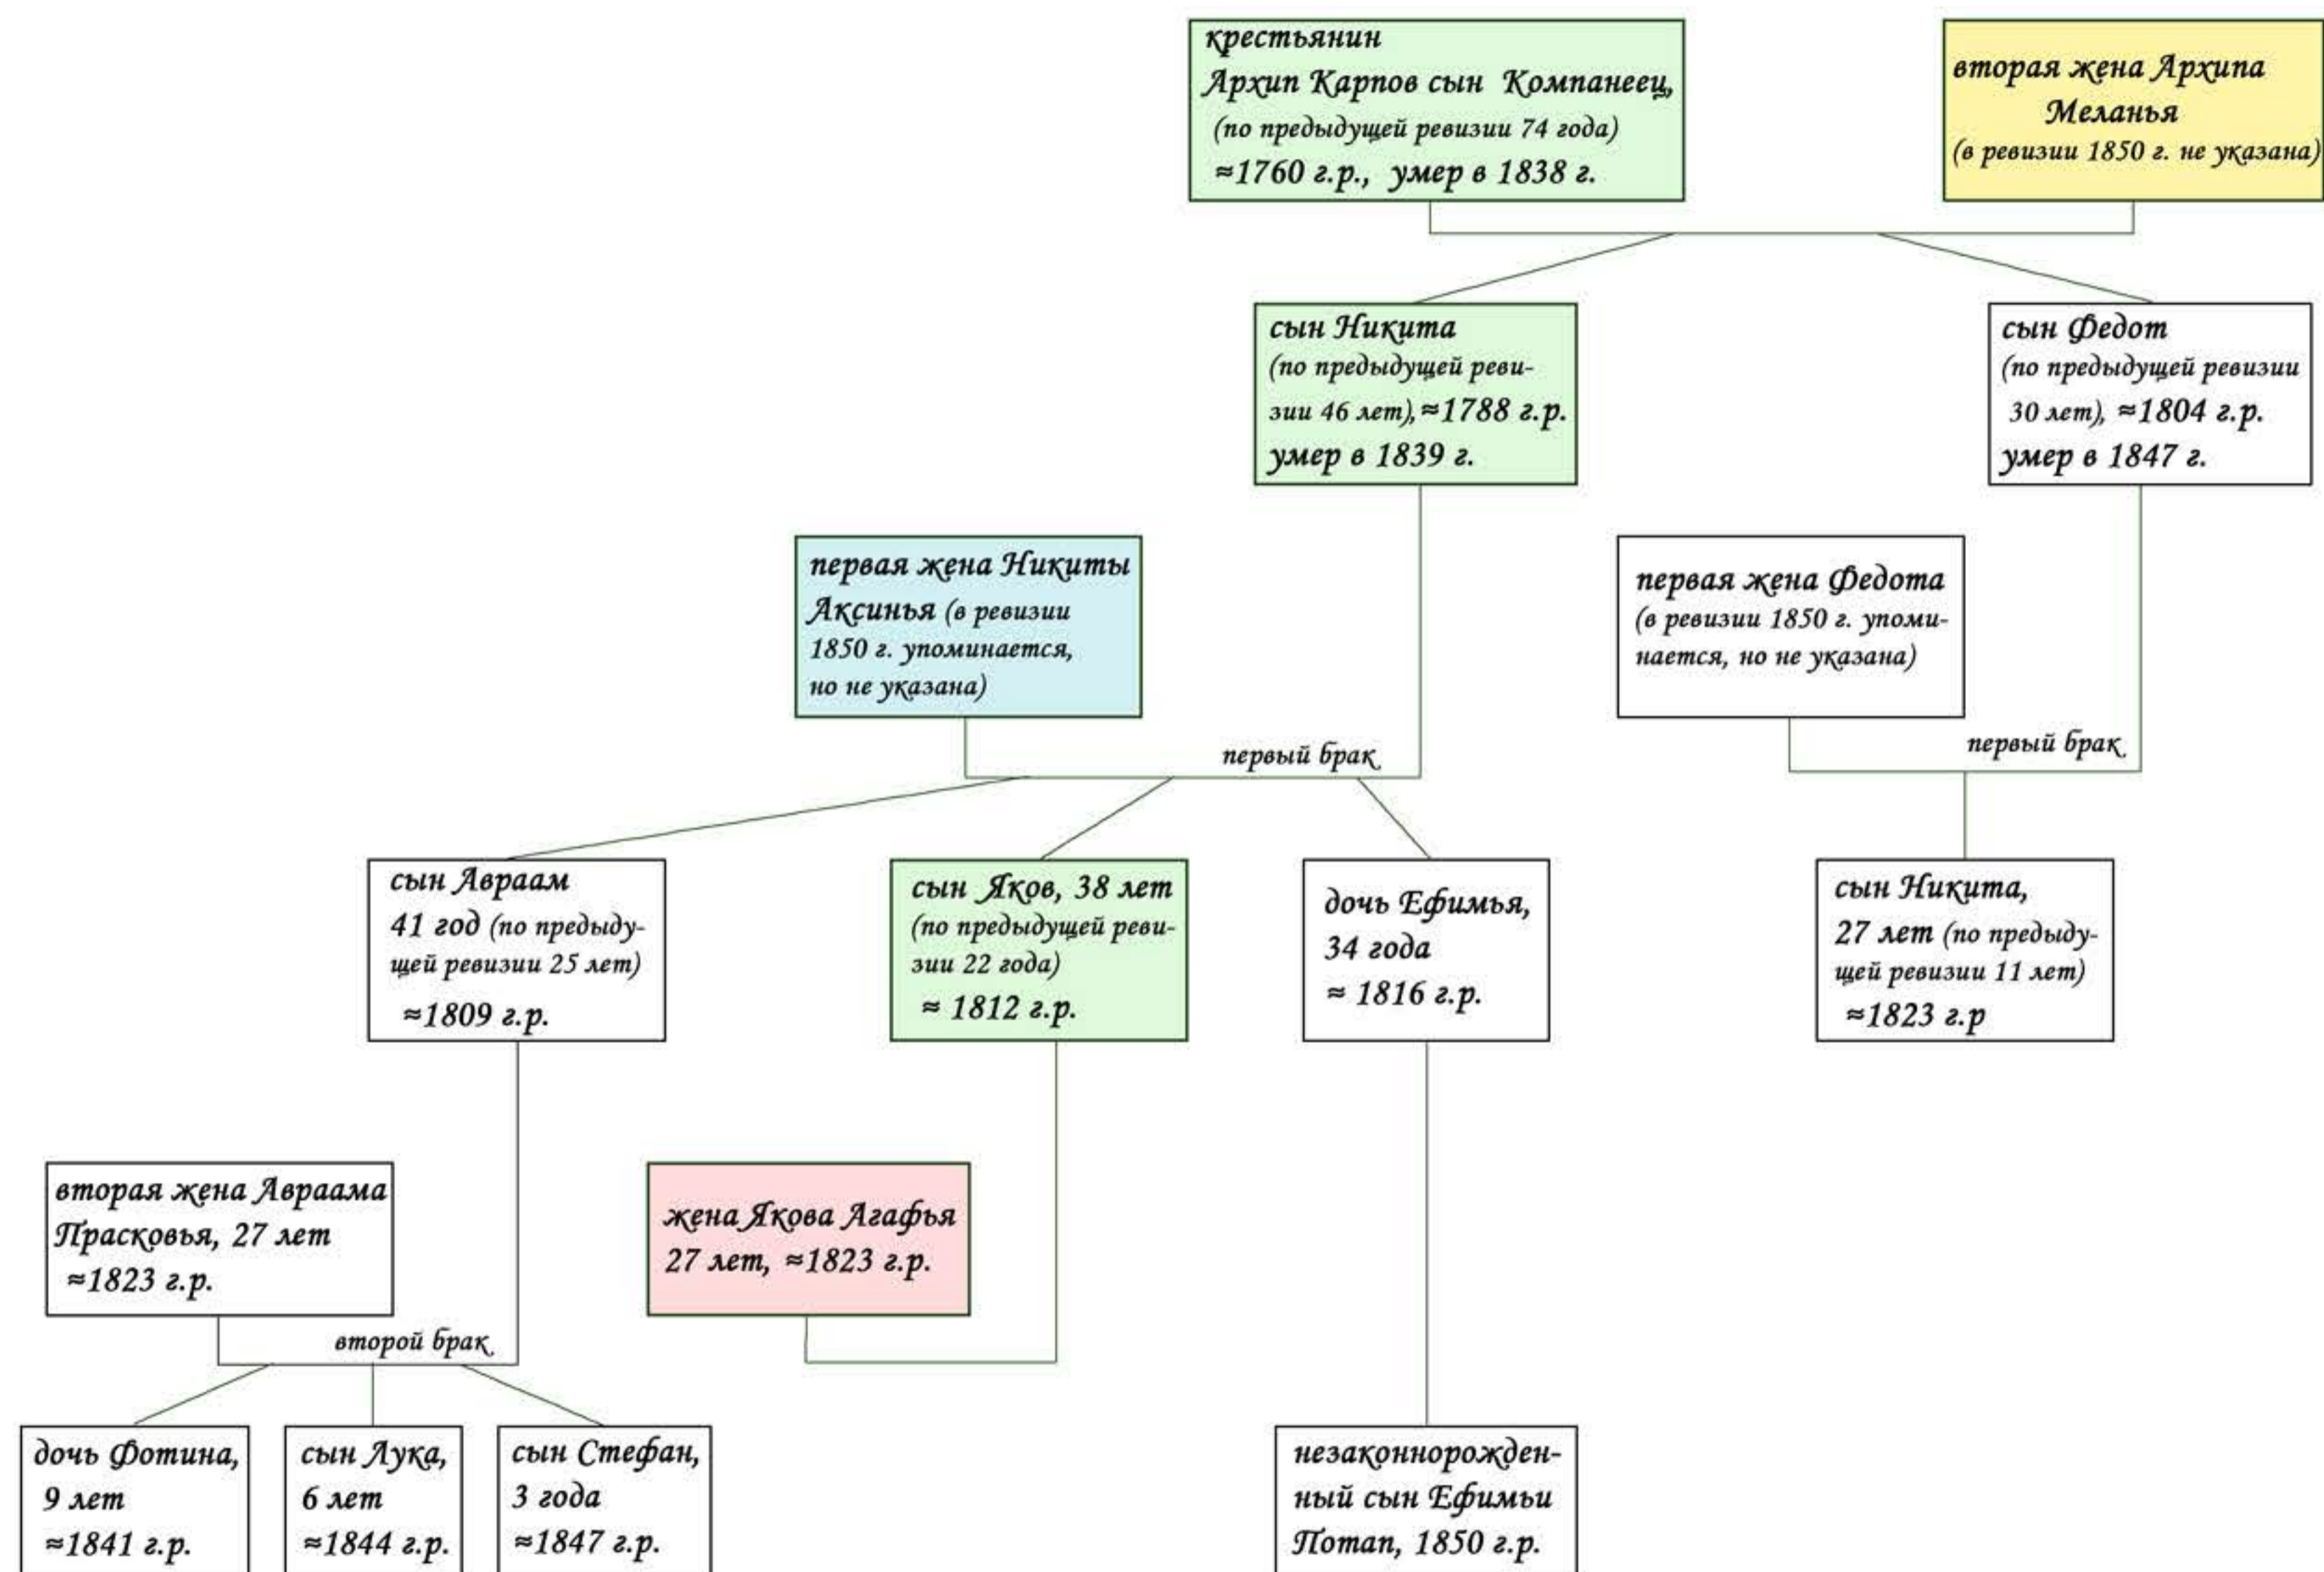 крестьянин
Архип Карпов сын Компанеец,
(по предыдущей ревизии 74 года)
≈1760 г.р., умер в 1838 г.
вторая жена Архипа
Меланья
(в ревизии 1850 г. не указана)
сын Никита
(по предыдущей реви-
зии 46 лет), ≈1788 г.р.
умер в 1839 г.
сын Федот
(по предыдущей ревизии
30 лет), ≈1804 г.р.
умер в 1847 г.
первая жена Никиты
Аксинья (в ревизии
1850 г. упоминается,
но не указана)
первая жена Федота
(в ревизии 1850 г. упоми-
нается, но не указана)
первый брак
первый брак
сын Авраам
41 год (по предыду-
щей ревизии 25 лет)
≈1809 г.р.
сын Яков, 38 лет
(по предыдущей реви-
зии 22 года)
≈ 1812 г.р.
дочь Ефимья,
34 года
≈ 1816 г.р.
сын Никита,
27 лет (по предыду-
щей ревизии 11 лет)
≈1823 г.р
вторая жена Авраама
Прасковья, 27 лет
≈1823 г.р.
жена Якова Агафья
27 лет, ≈1823 г.р.
второй брак
дочь Фотина,
9 лет
≈1841 г.р.
сын Лука,
6 лет
≈1844 г.р.
сын Стефан,
3 года
≈1847 г.р.
незаконнорожден-
ный сын Ефимьи
Потап, 1850 г.р.